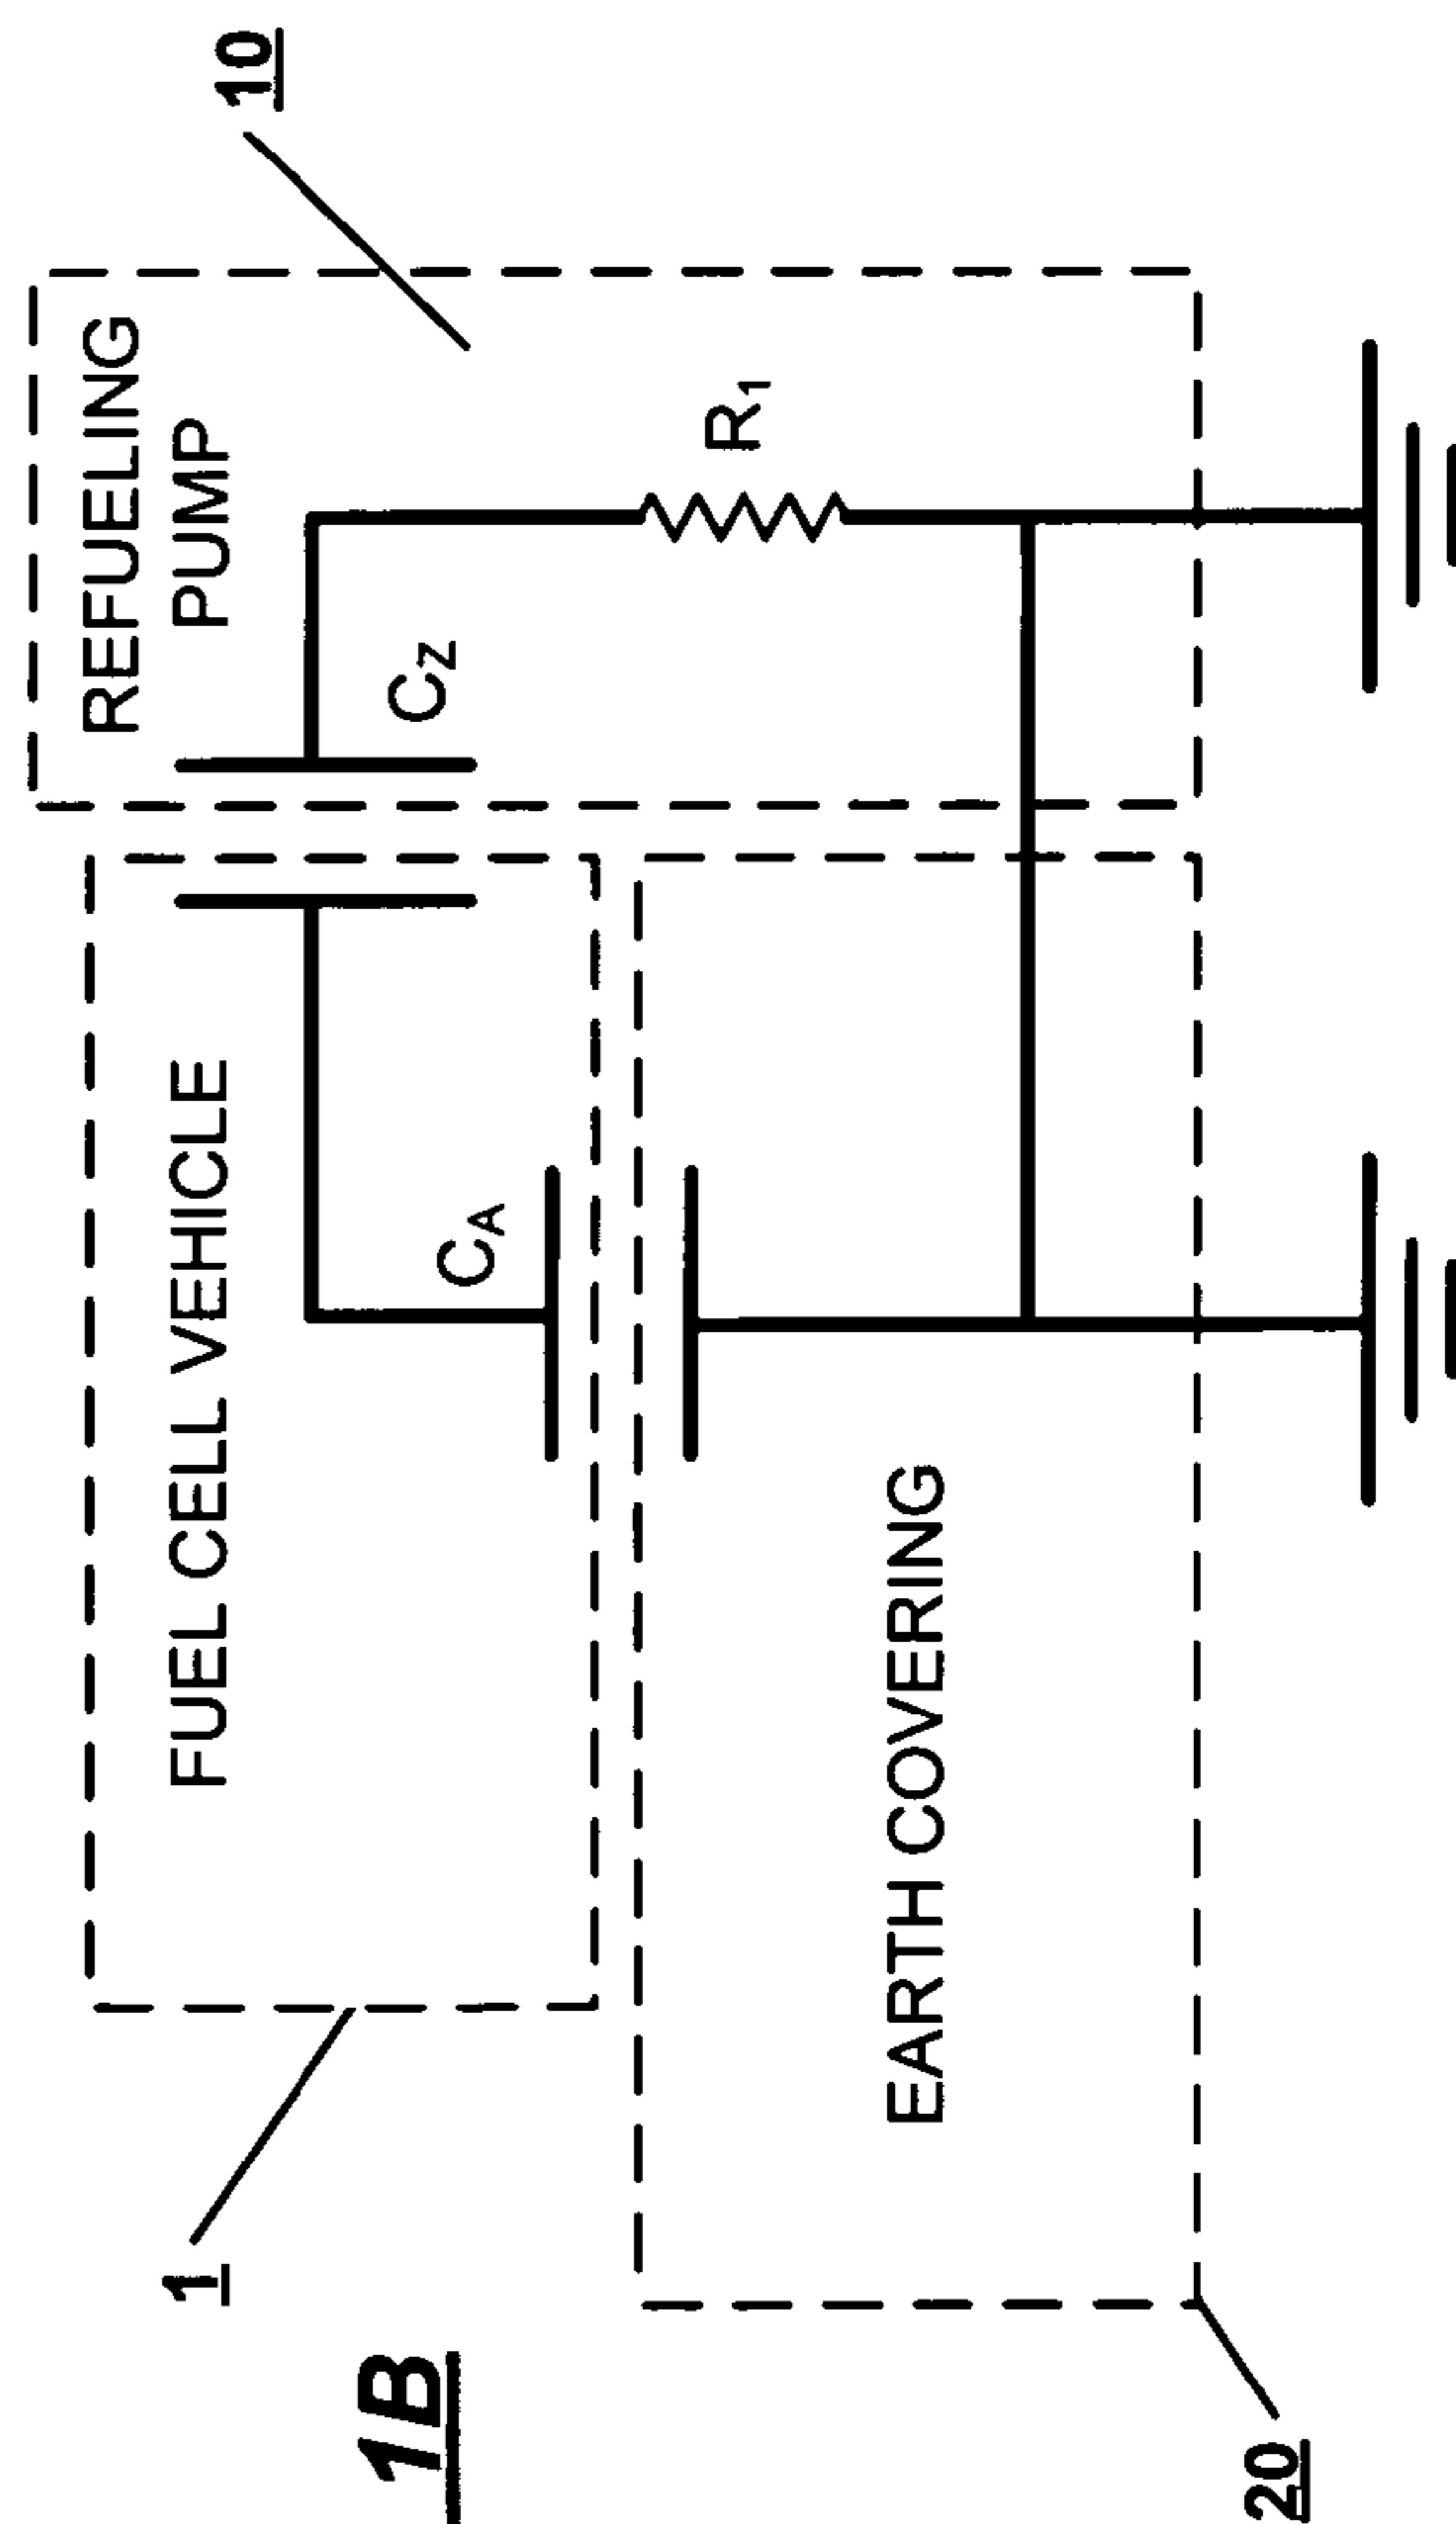 10
REFUELING
PUMP
R1
CZ
FUEL CELL VEHICLE
CA
EARTH COVERING
1
1B
20